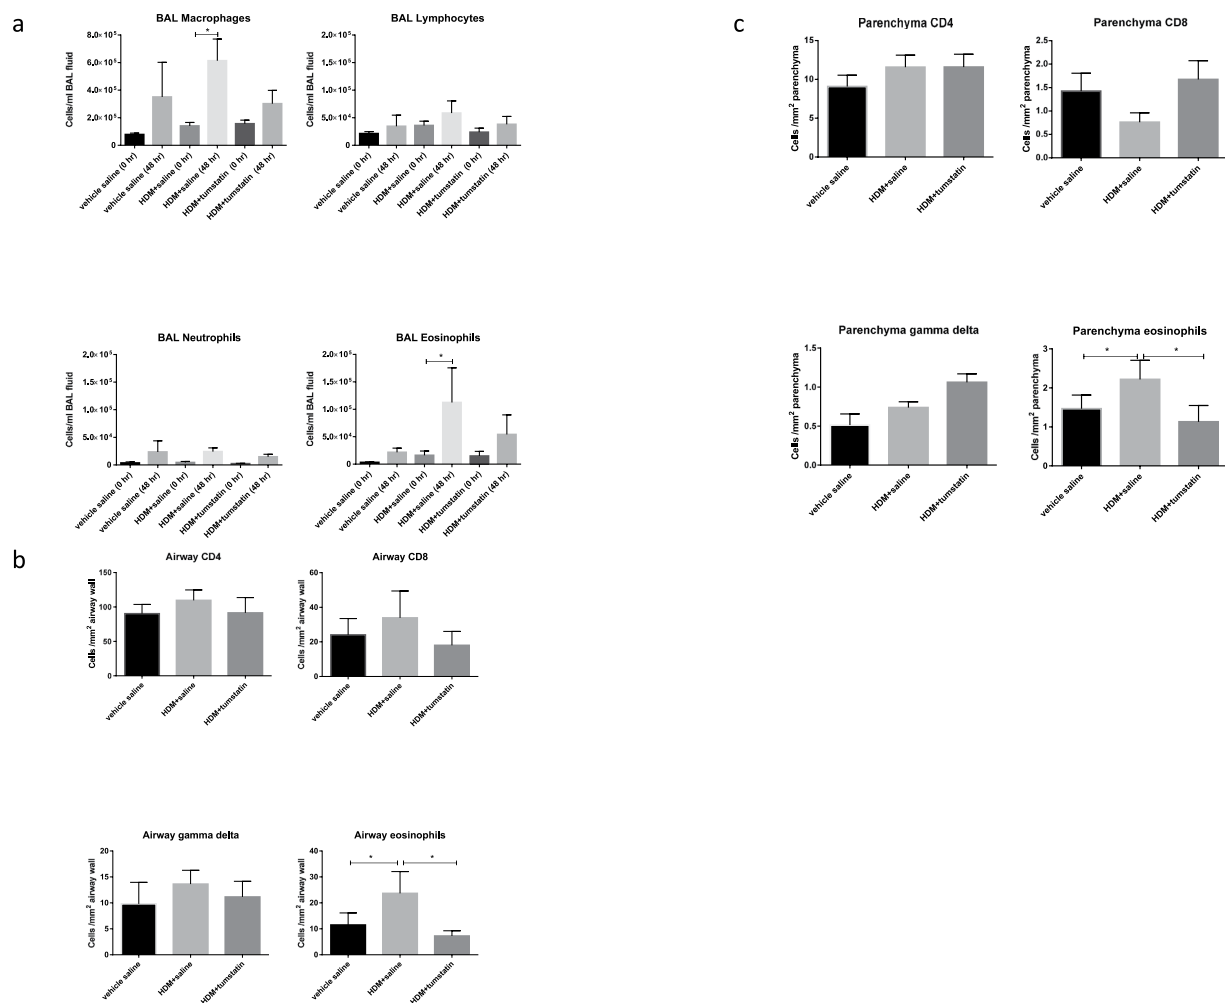 a
BAL Macrophages
Cells/ml BAL fluid
8.0×10⁵
6.0×10⁵
4.0×10⁵
2.0×10⁵
0
*
vehicle saline (0 hr)
vehicle saline (48 hr)
HDM+saline (0 hr)
HDM+saline (48 hr)
HDM+tumstatin (0 hr)
HDM+tumstatin (48 hr)
BAL Lymphocytes
Cells/ml BAL fluid
2.0×10⁵
1.5×10⁵
1.0×10⁵
5.0×10⁴
0
vehicle saline (0 hr)
vehicle saline (48 hr)
HDM+saline (0 hr)
HDM+saline (48 hr)
HDM+tumstatin (0 hr)
HDM+tumstatin (48 hr)
BAL Neutrophils
Cells/ml BAL fluid
2.0×10⁵
1.5×10⁵
1.0×10⁵
5.0×10⁴
0
vehicle saline (0 hr)
vehicle saline (48 hr)
HDM+saline (0 hr)
HDM+saline (48 hr)
HDM+tumstatin (0 hr)
HDM+tumstatin (48 hr)
BAL Eosinophils
Cells/ml BAL fluid
2.0×10⁵
1.5×10⁵
1.0×10⁵
5.0×10⁴
0
*
vehicle saline (0 hr)
vehicle saline (48 hr)
HDM+saline (0 hr)
HDM+saline (48 hr)
HDM+tumstatin (0 hr)
HDM+tumstatin (48 hr)
b
Airway CD4
Cells /mm² airway wall
150
100
50
0
vehicle saline
HDM+saline
HDM+tumstatin
Airway CD8
Cells /mm² airway wall
60
40
20
0
vehicle saline
HDM+saline
HDM+tumstatin
Airway gamma delta
Cells /mm² airway wall
20
15
10
5
0
vehicle saline
HDM+saline
HDM+tumstatin
Airway eosinophils
Cells /mm² airway wall
40
30
20
10
0
*
*
vehicle saline
HDM+saline
HDM+tumstatin
c
Parenchyma CD4
Cells /mm² parenchyma
15
10
5
0
vehicle saline
HDM+saline
HDM+tumstatin
Parenchyma CD8
Cells /mm² parenchyma
2.5
2.0
1.5
1.0
0.5
0.0
vehicle saline
HDM+saline
HDM+tumstatin
Parenchyma gamma delta
Cells /mm² parenchyma
1.5
1.0
0.5
0.0
vehicle saline
HDM+saline
HDM+tumstatin
Parenchyma eosinophils
Cells /mm² parenchyma
3
2
1
0
*
*
vehicle saline
HDM+saline
HDM+tumstatin